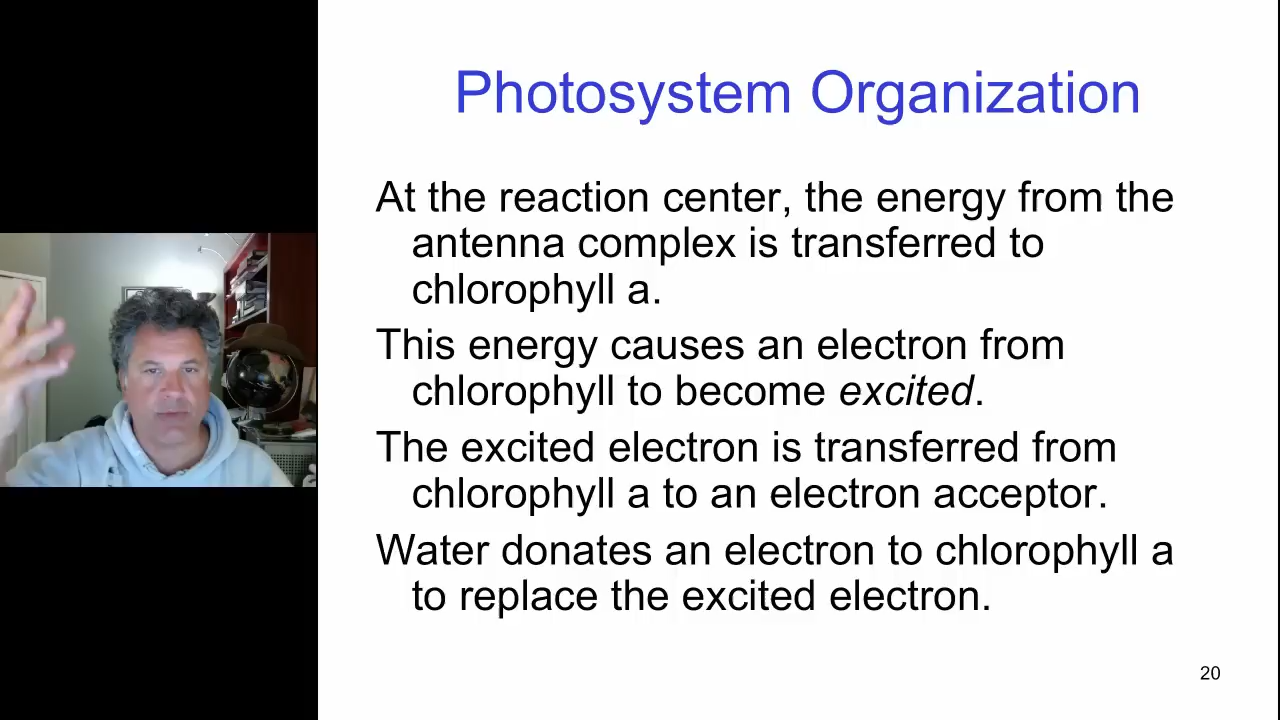 Photosystem Organization
At the reaction center, the energy from the
antenna complex is transferred to
chlorophyll a.
This energy causes an electron from
chlorophyll to become excited.
The excited electron is transferred from
chlorophyll a to an electron acceptor.
Water donates an electron to chlorophyll a
to replace the excited electron.
20